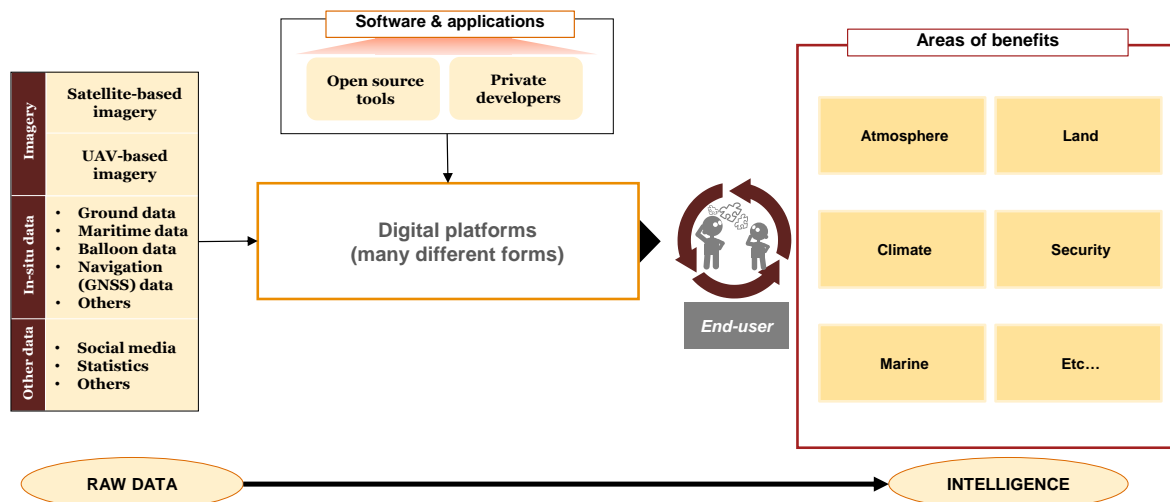 Software & applications
Open source
tools
Private
developers
Imagery
Satellite-based
imagery
UAV-based
imagery
In-situ data
• Ground data
• Maritime data
• Balloon data
• Navigation
(GNSS) data
• Others
Other data
• Social media
• Statistics
• Others
Digital platforms
(many different forms)
End-user
Areas of benefits
Atmosphere
Land
Climate
Security
Marine
Etc...
RAW DATA
INTELLIGENCE